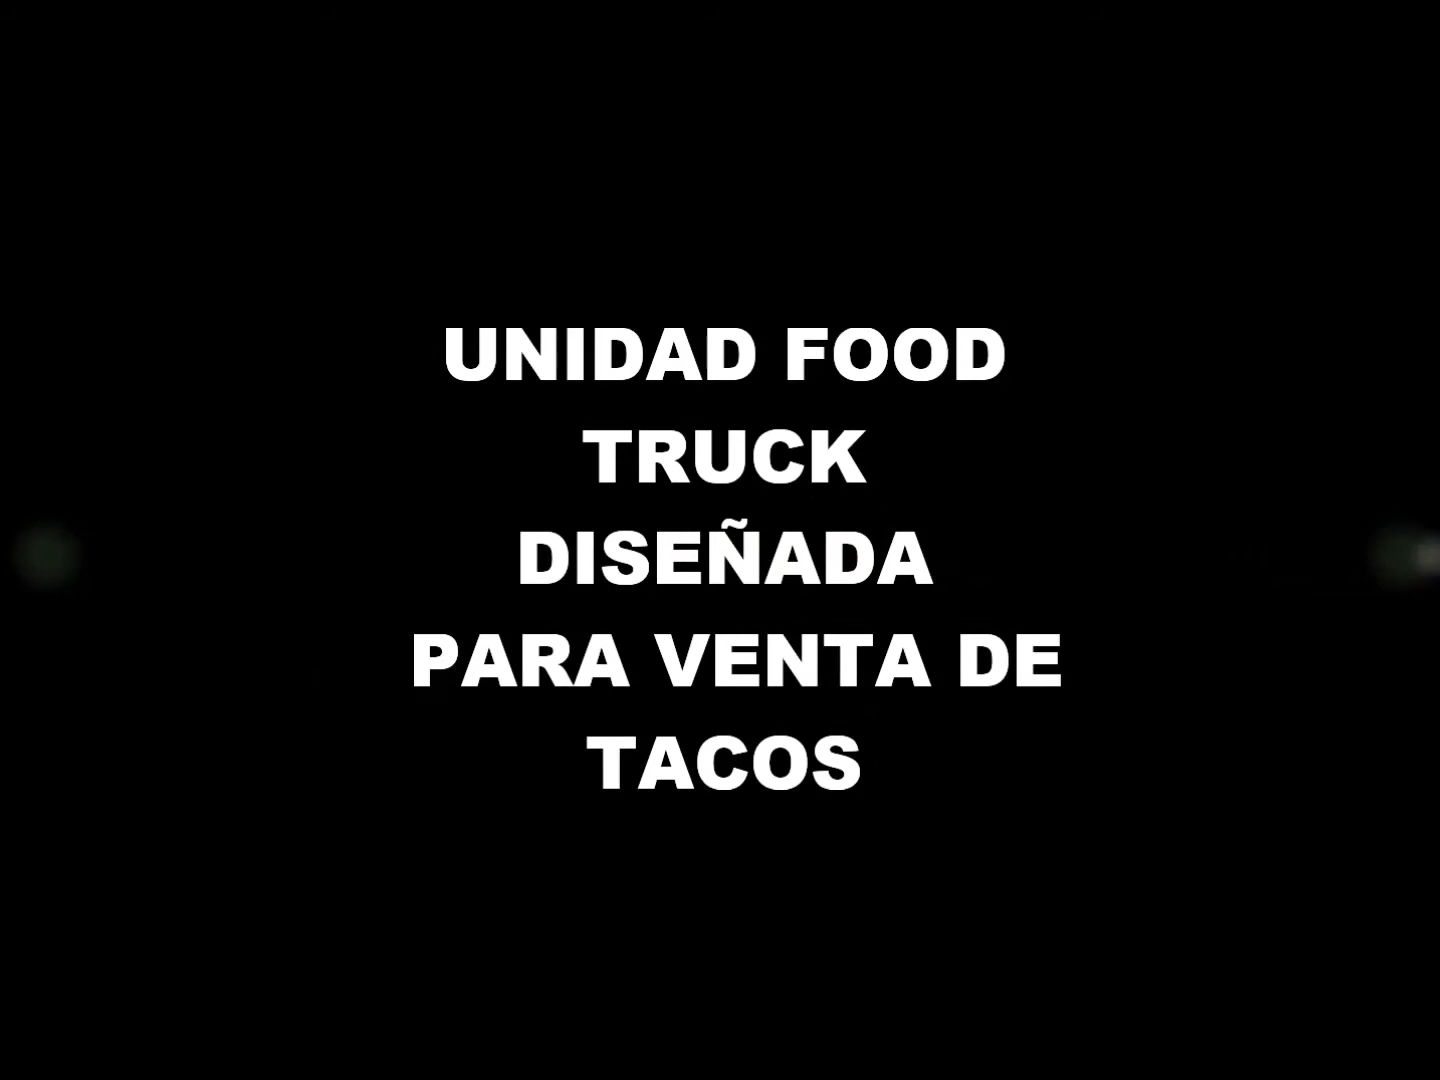 UNIDAD FOOD
TRUCK
DISEÑADA
PARA VENTA DE
TACOS